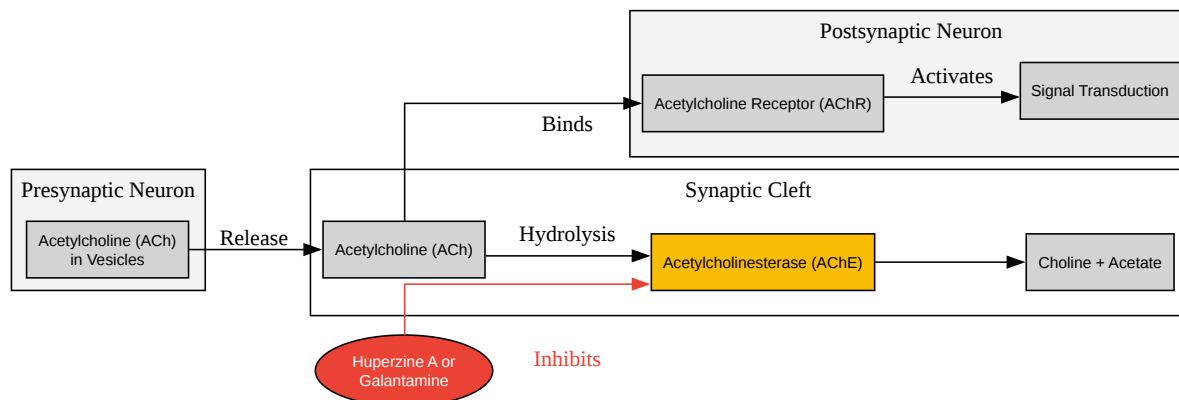 Postsynaptic Neuron
Acetylcholine Receptor (AChR)
Activates
Signal Transduction
Binds
Presynaptic Neuron
Acetylcholine (ACh)
in Vesicles
Release
Synaptic Cleft
Acetylcholine (ACh)
Hydrolysis
Acetylcholinesterase (AChE)
Choline + Acetate
Huperzine A or
Galantamine
Inhibits